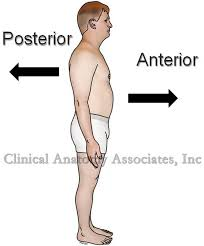 Posterior
Anterior
Clinical Anatomy Associates, Inc